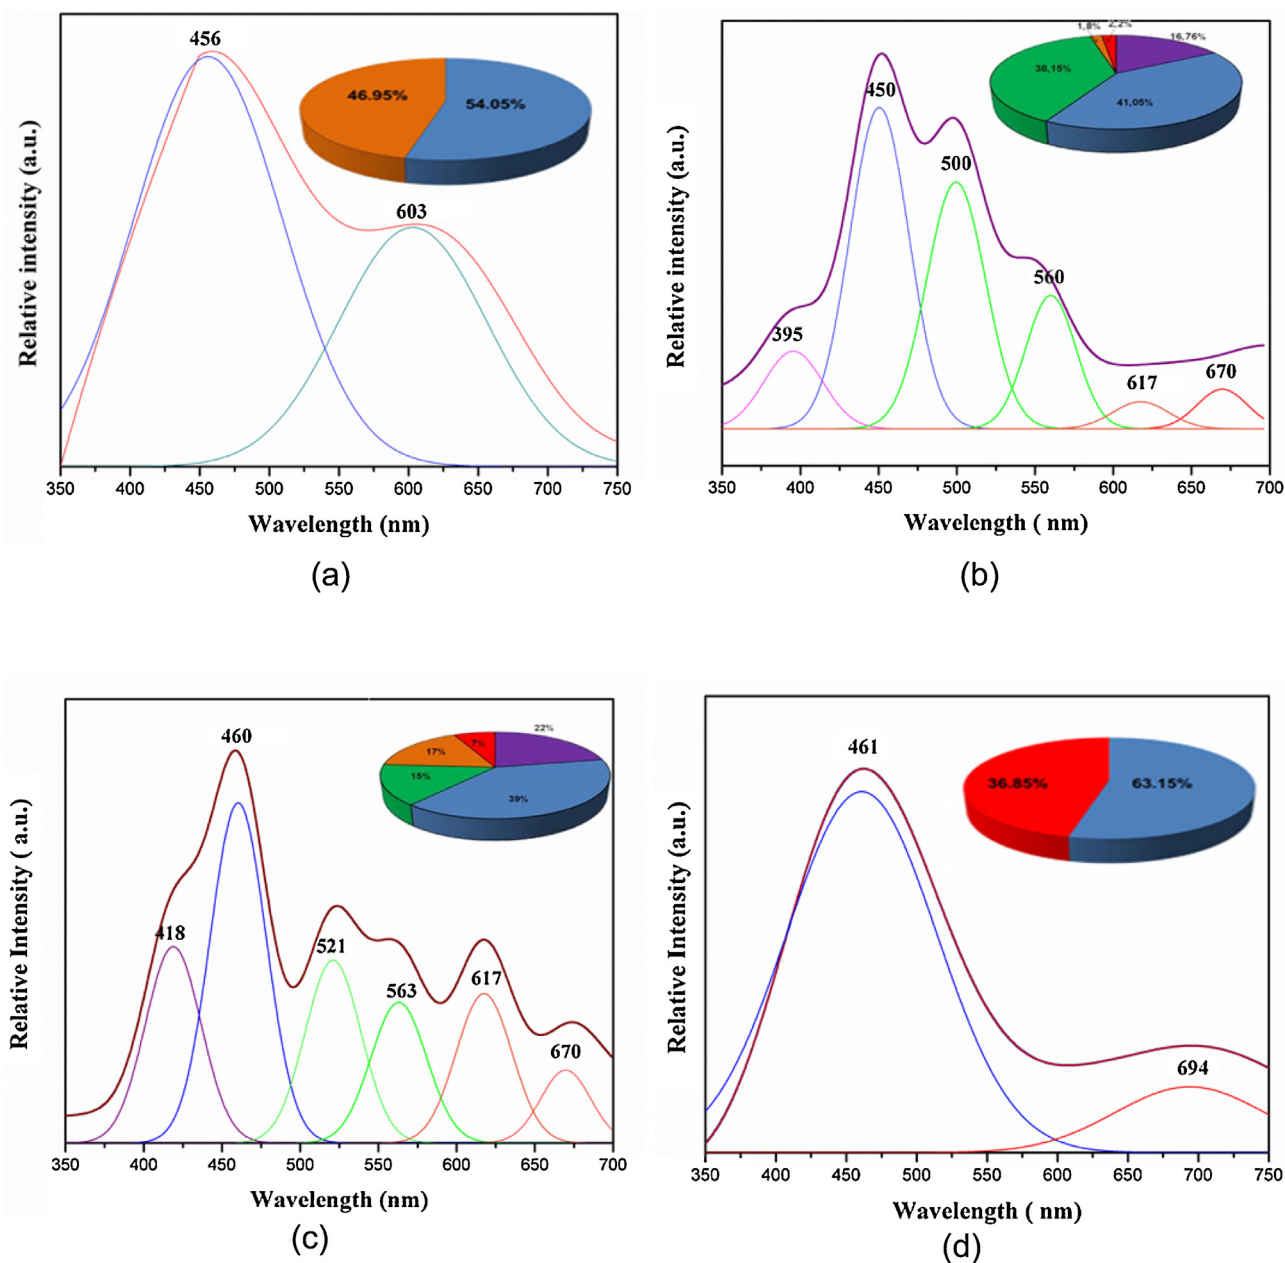 456
46.95%
54.05%
603
Relative intensity (a.u.)
350 400 450 500 550 600 650 700 750
Wavelength (nm)
(a)
1,8%
2,2%
16,76%
38,15%
41,05%
450
500
560
395
617
670
Relative intensity (a.u.)
350 400 450 500 550 600 650 700
Wavelength ( nm)
(b)
460
22%
17%
7%
15%
39%
418
521
563
617
670
Relative Intensity ( a.u.)
350 400 450 500 550 600 650 700
Wavelength (nm)
(c)
461
36.85%
63.15%
694
Relative Intensity (a.u.)
350 400 450 500 550 600 650 700 750
Wavelength ( nm)
(d)